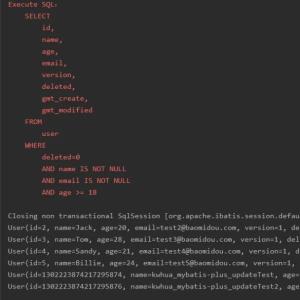 Execute SQL:
SELECT
id,
name,
age,
email,
version,
deleted,
gmt_create,
gmt_modified
FROM
user
WHERE
deleted=0
AND name IS NOT NULL
AND email IS NOT NULL
AND age >= 18
Closing non transactional SqlSession [org.apache.ibatis.session.defau
User(id=2, name=Jack, age=20, email=test2@baomidou.com, version=1, de
User(id=3, name=Tom, age=28, email=test3@baomidou.com, version=1, del
User(id=4, name=Sandy, age=21, email=test4@baomidou.com, version=1,
User(id=5, name=Billie, age=24, email=test5@baomidou.com, version=1,
User(id=1302223874217295874, name=kwhua_mybatis-plus_updateTest, age=
User(id=1302223874217295876, name=kwhua_mybatis-plus_updateTest2, age